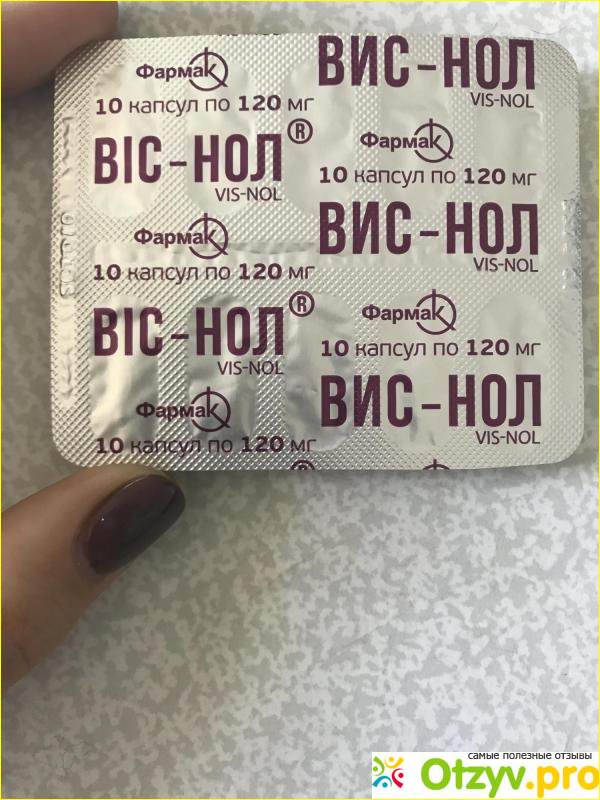 Фармак
10 капсул по 120 мг
ВІС-НОЛ®
VIS-NOL
Фармак
10 капсул по 120 мг
ВІС-НОЛ®
VIS-NOL
Фармак
10 капсул по 120 мг
®
ВИС-НОЛ
VIS-NOL
Фармак
10 капсул по 120 мг
ВИС-НОЛ
VIS-NOL
Фармак
10 капсул по 120 мг
ВИС-НОЛ
VIS-NOL
самые полезные отзывы
Otzyv.pro